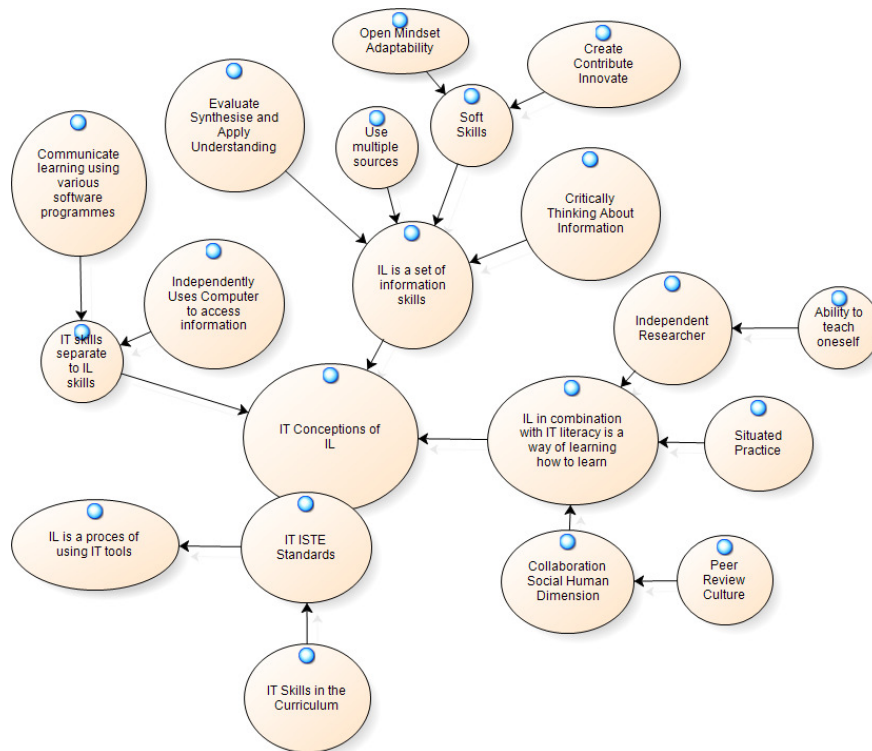 Open Mindset
Adaptability
Create
Contribute
Innovate
Evaluate
Synthesise and
Apply
Understanding
Use
multiple
sources
Soft
Skills
Communicate
learning using
various
software
programmes
Critically
Thinking About
Information
IL is a set of
information
skills
Independently
Uses Computer
to access
information
IT skills
separate
to IL
skills
Independent
Researcher
Ability to
teach
oneself
IT Conceptions of
IL
IL in combination
with IT literacy is a
way of learning
how to learn
Situated
Practice
IL is a proces of
using IT tools
IT ISTE
Standards
Collaboration
Social Human
Dimension
Peer
Review
Culture
IT Skills in the
Curriculum